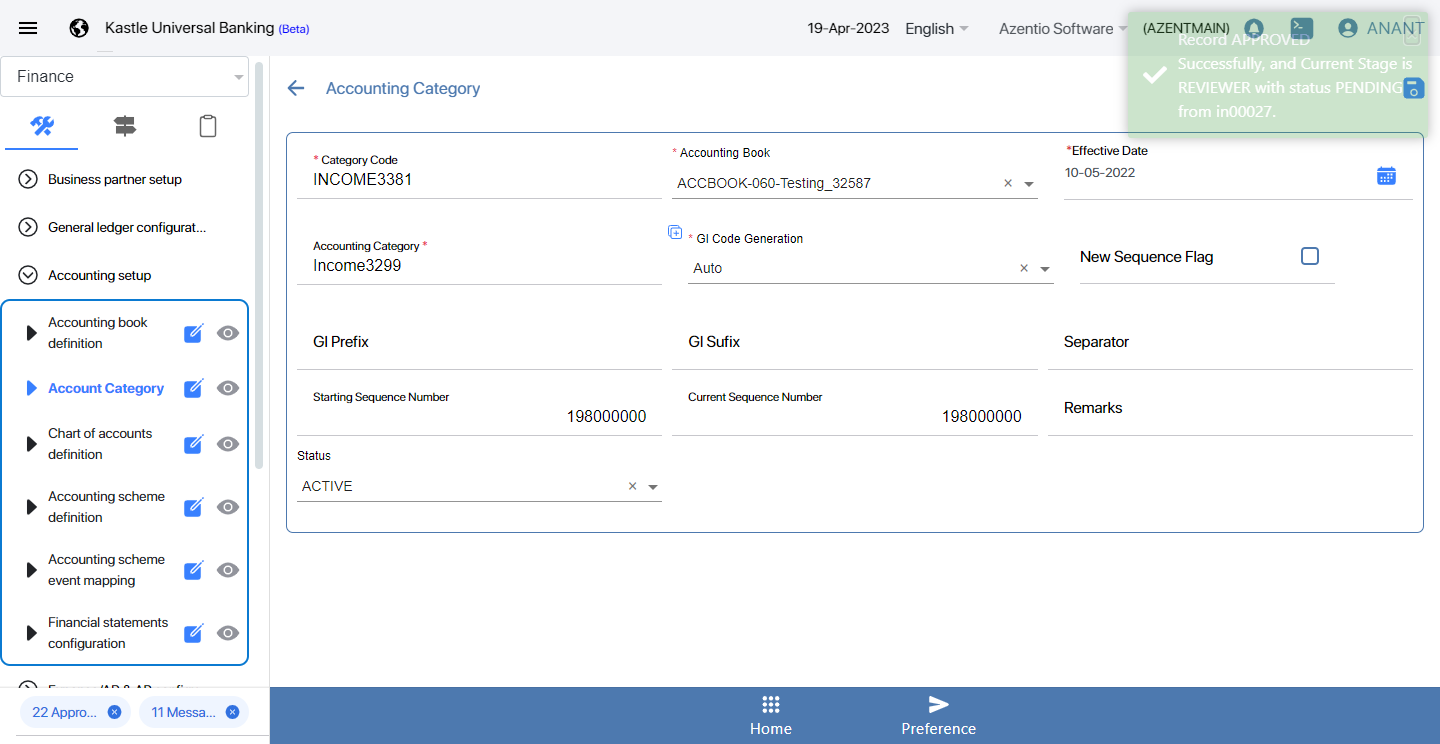 Kastle Universal Banking (Beta)
19-Apr-2023
English
Azentio Software
(AZENTMAIN)
ANANT
Record APPROVED
Successfully, and Current Stage is
REVIEWER with status PENDING
from in00027.
Finance
Business partner setup
General ledger configurat...
Accounting setup
Accounting book
definition
Account Category
Chart of accounts
definition
Accounting scheme
definition
Accounting scheme
event mapping
Financial statements
configuration
22 Appro...
11 Messa...
Accounting Category
* Category Code
INCOME3381
* Accounting Book
ACCBOOK-060-Testing_32587
*Effective Date
10-05-2022
Accounting Category *
Income3299
* GI Code Generation
Auto
New Sequence Flag
GI Prefix
GI Sufix
Separator
Starting Sequence Number
198000000
Current Sequence Number
198000000
Remarks
Status
ACTIVE
Home
Preference